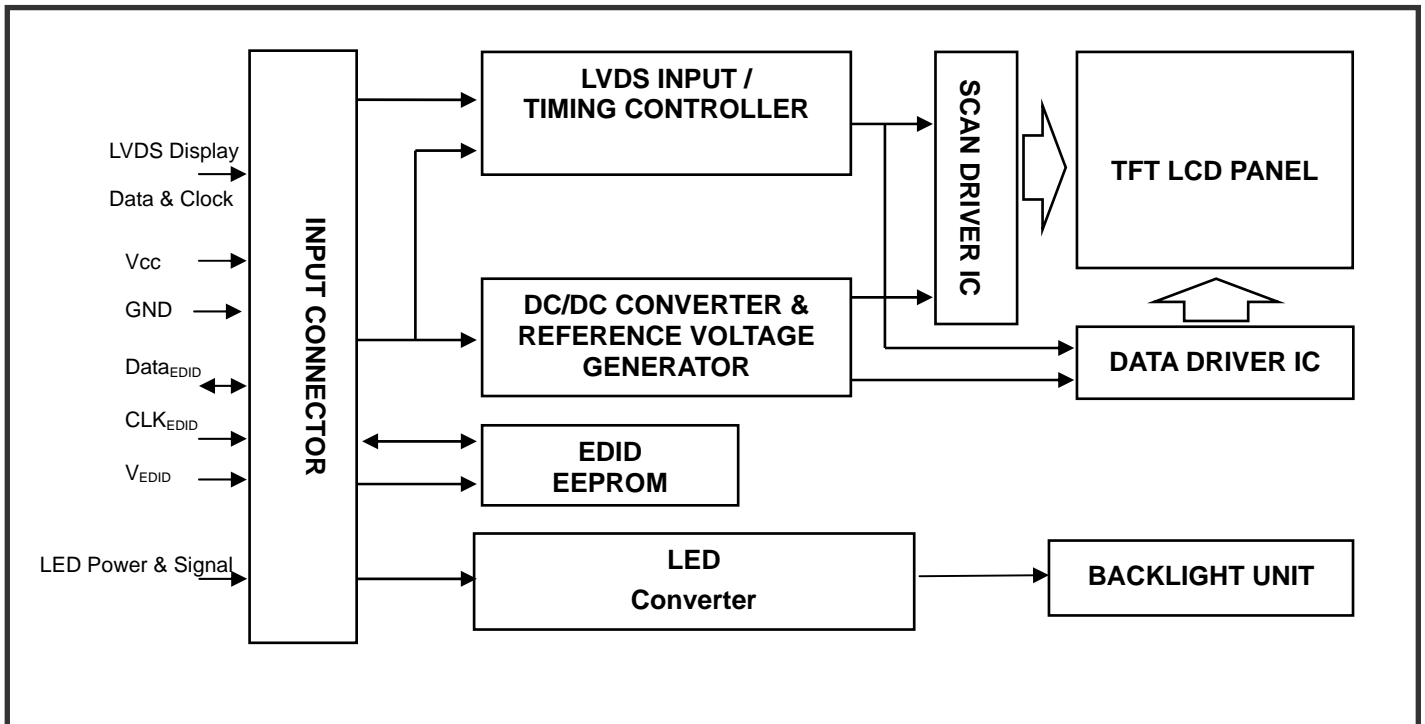 LVDS Display
Data & Clock
Vcc
GND
DataEDID
CLKEDID
VEDID
LED Power & Signal
INPUT CONNECTOR
LVDS INPUT /
TIMING CONTROLLER
DC/DC CONVERTER &
REFERENCE VOLTAGE
GENERATOR
EDID
EEPROM
LED
Converter
SCAN DRIVER IC
TFT LCD PANEL
DATA DRIVER IC
BACKLIGHT UNIT